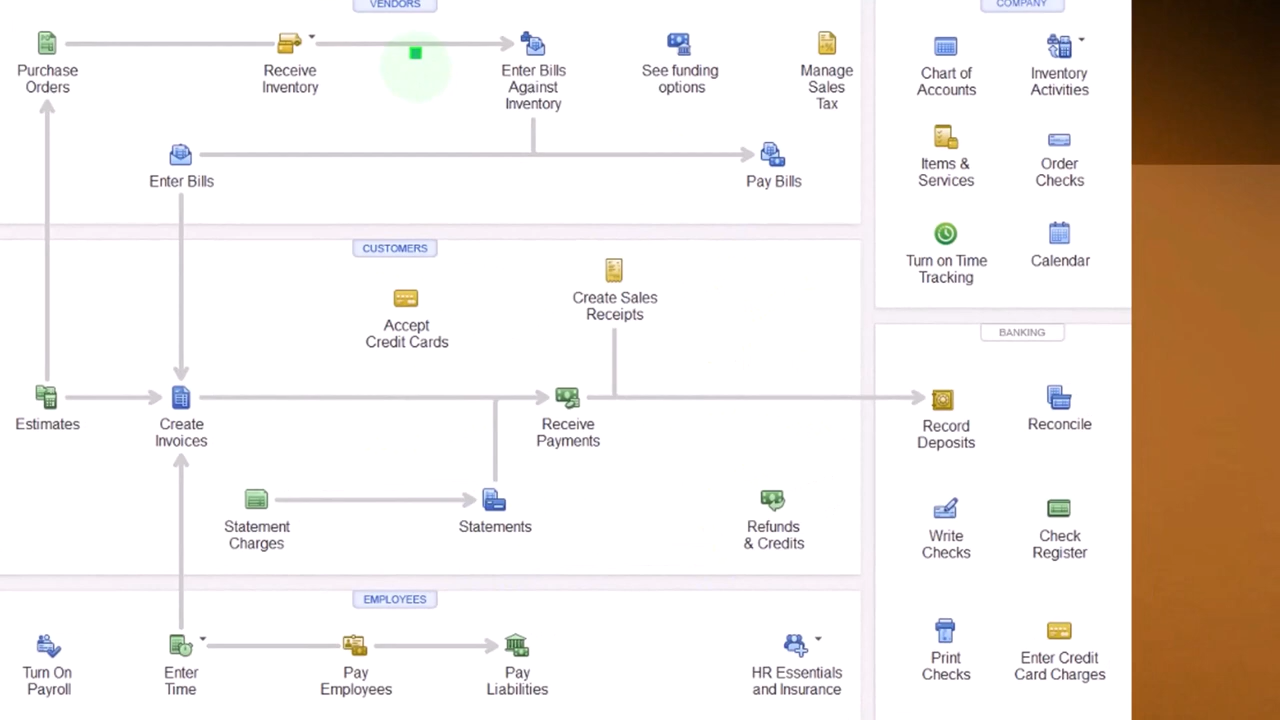 VENDORS
COMPANY
Purchase
Orders
Receive
Inventory
Enter Bills
Against
Inventory
See funding
options
Manage
Sales
Tax
Chart of
Accounts
Inventory
Activities
Enter Bills
Pay Bills
Items &
Services
Order
Checks
Turn on Time
Tracking
Calendar
CUSTOMERS
Create Sales
Receipts
Accept
Credit Cards
BANKING
Estimates
Create
Invoices
Receive
Payments
Record
Deposits
Reconcile
Statement
Charges
Statements
Refunds
& Credits
Write
Checks
Check
Register
EMPLOYEES
Turn On
Payroll
Enter
Time
Pay
Employees
Pay
Liabilities
HR Essentials
and Insurance
Print
Checks
Enter Credit
Card Charges